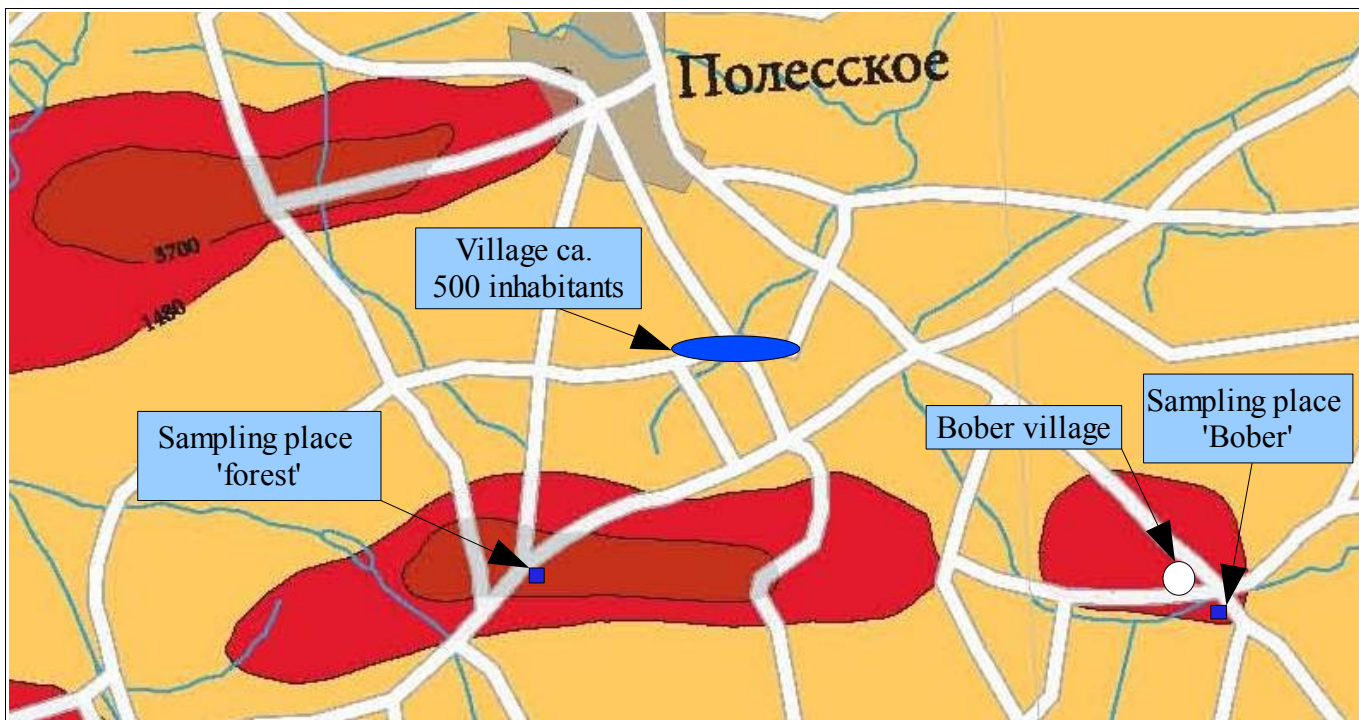 Полесское
Village ca.
500 inhabitants
3700
1480
Sampling place
'forest'
Bober village
Sampling place
'Bober'